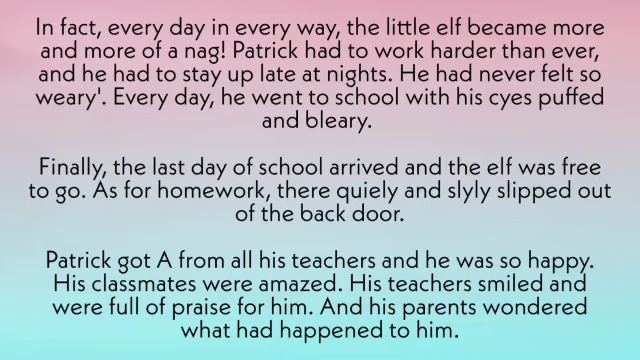 In fact, every day in every way, the little elf became more
and more of a nag! Patrick had to work harder than ever,
and he had to stay up late at nights. He had never felt so
weary'. Every day, he went to school with his cyes puffed
and bleary.
Finally, the last day of school arrived and the elf was free
to go. As for homework, there quiely and slyly slipped out
of the back door.
Patrick got A from all his teachers and he was so happy.
His classmates were amazed. His teachers smiled and
were full of praise for him. And his parents wondered
what had happened to him.